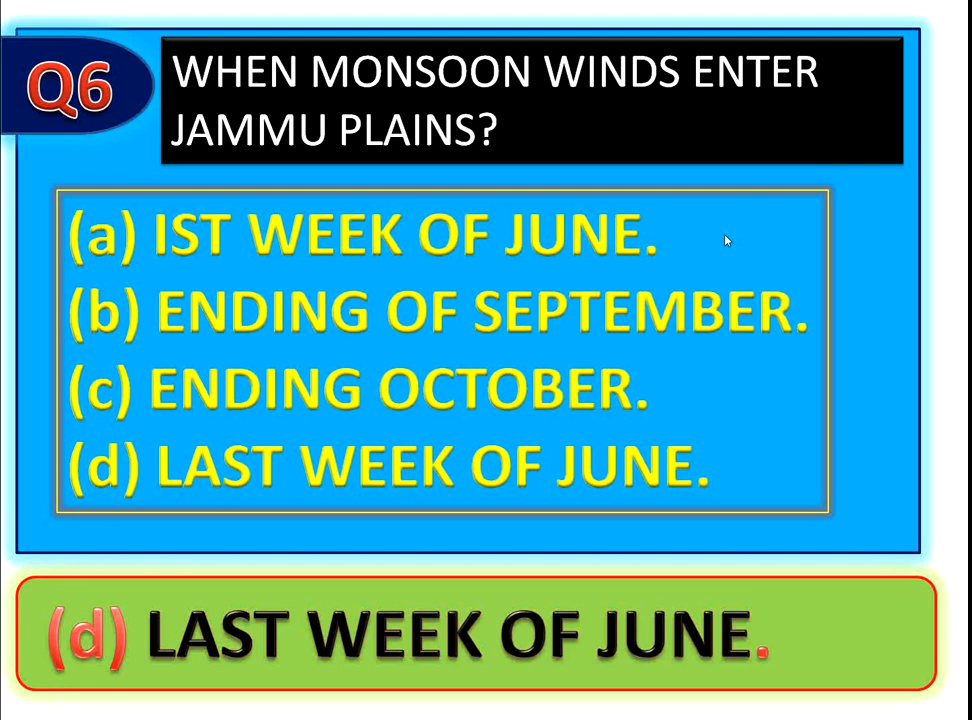 Q6
WHEN MONSOON WINDS ENTER
JAMMU PLAINS?
(a) IST WEEK OF JUNE.
(b) ENDING OF SEPTEMBER.
(c) ENDING OCTOBER.
(d) LAST WEEK OF JUNE.
(d) LAST WEEK OF JUNE.